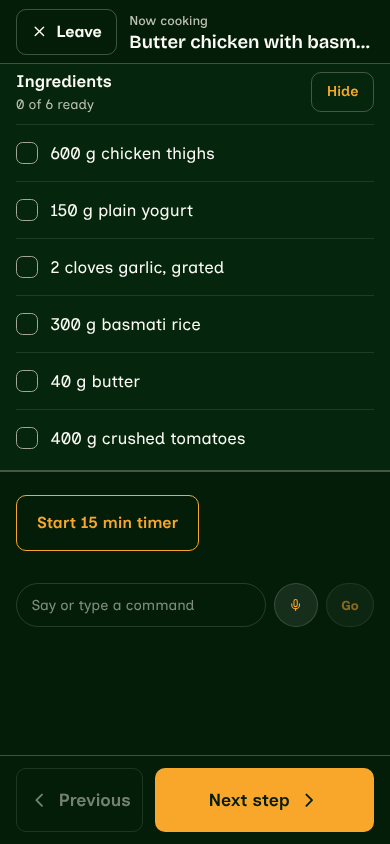 Leave
Now cooking
Butter chicken with basm...
Ingredients
0 of 6 ready
Hide
600 g chicken thighs
150 g plain yogurt
2 cloves garlic, grated
300 g basmati rice
40 g butter
400 g crushed tomatoes
Start 15 min timer
Say or type a command
Go
Previous
Next step